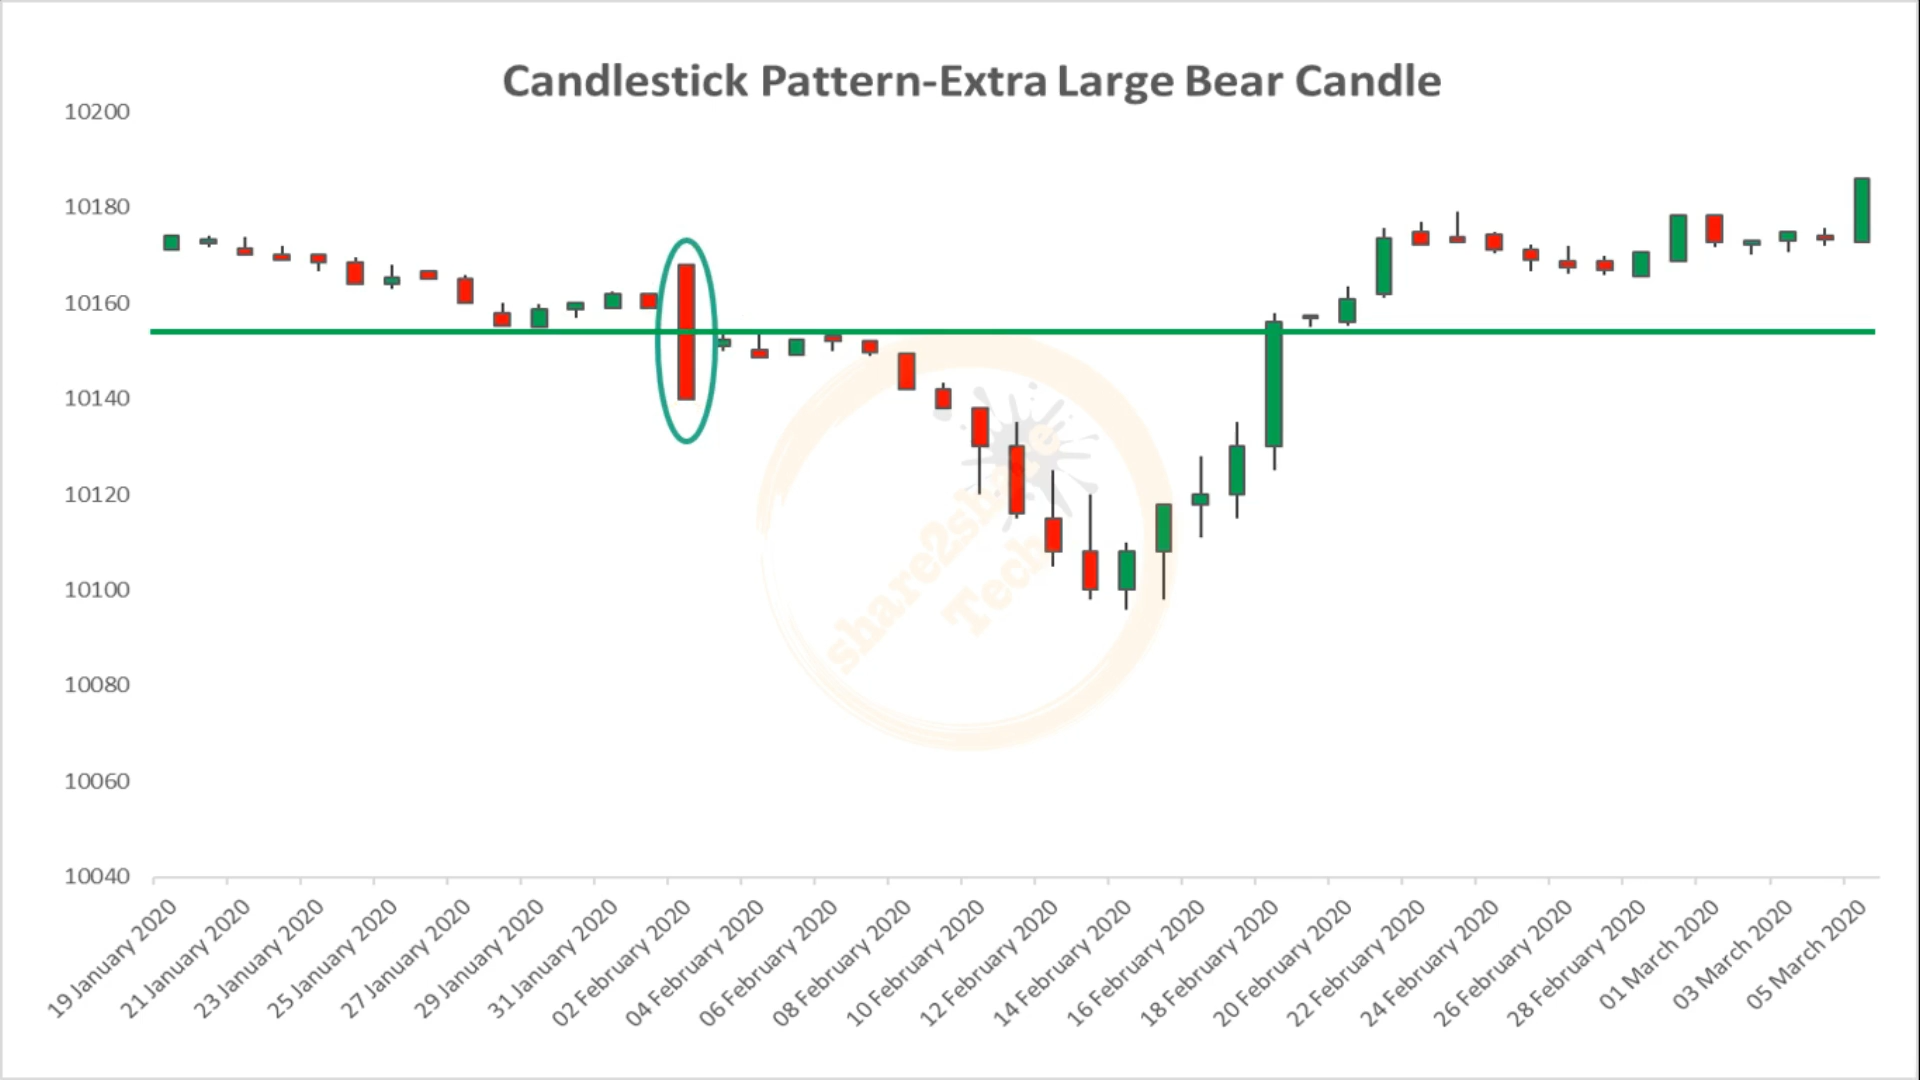 Candlestick Pattern-Extra Large Bear Candle
10200
10180
10160
10140
10120
10100
10080
10060
10040
share2share
Tech
19 January 2020
21 January 2020
23 January 2020
25 January 2020
27 January 2020
29 January 2020
31 January 2020
02 February 2020
04 February 2020
06 February 2020
08 February 2020
10 February 2020
12 February 2020
14 February 2020
16 February 2020
18 February 2020
20 February 2020
22 February 2020
24 February 2020
26 February 2020
28 February 2020
01 March 2020
03 March 2020
05 March 2020